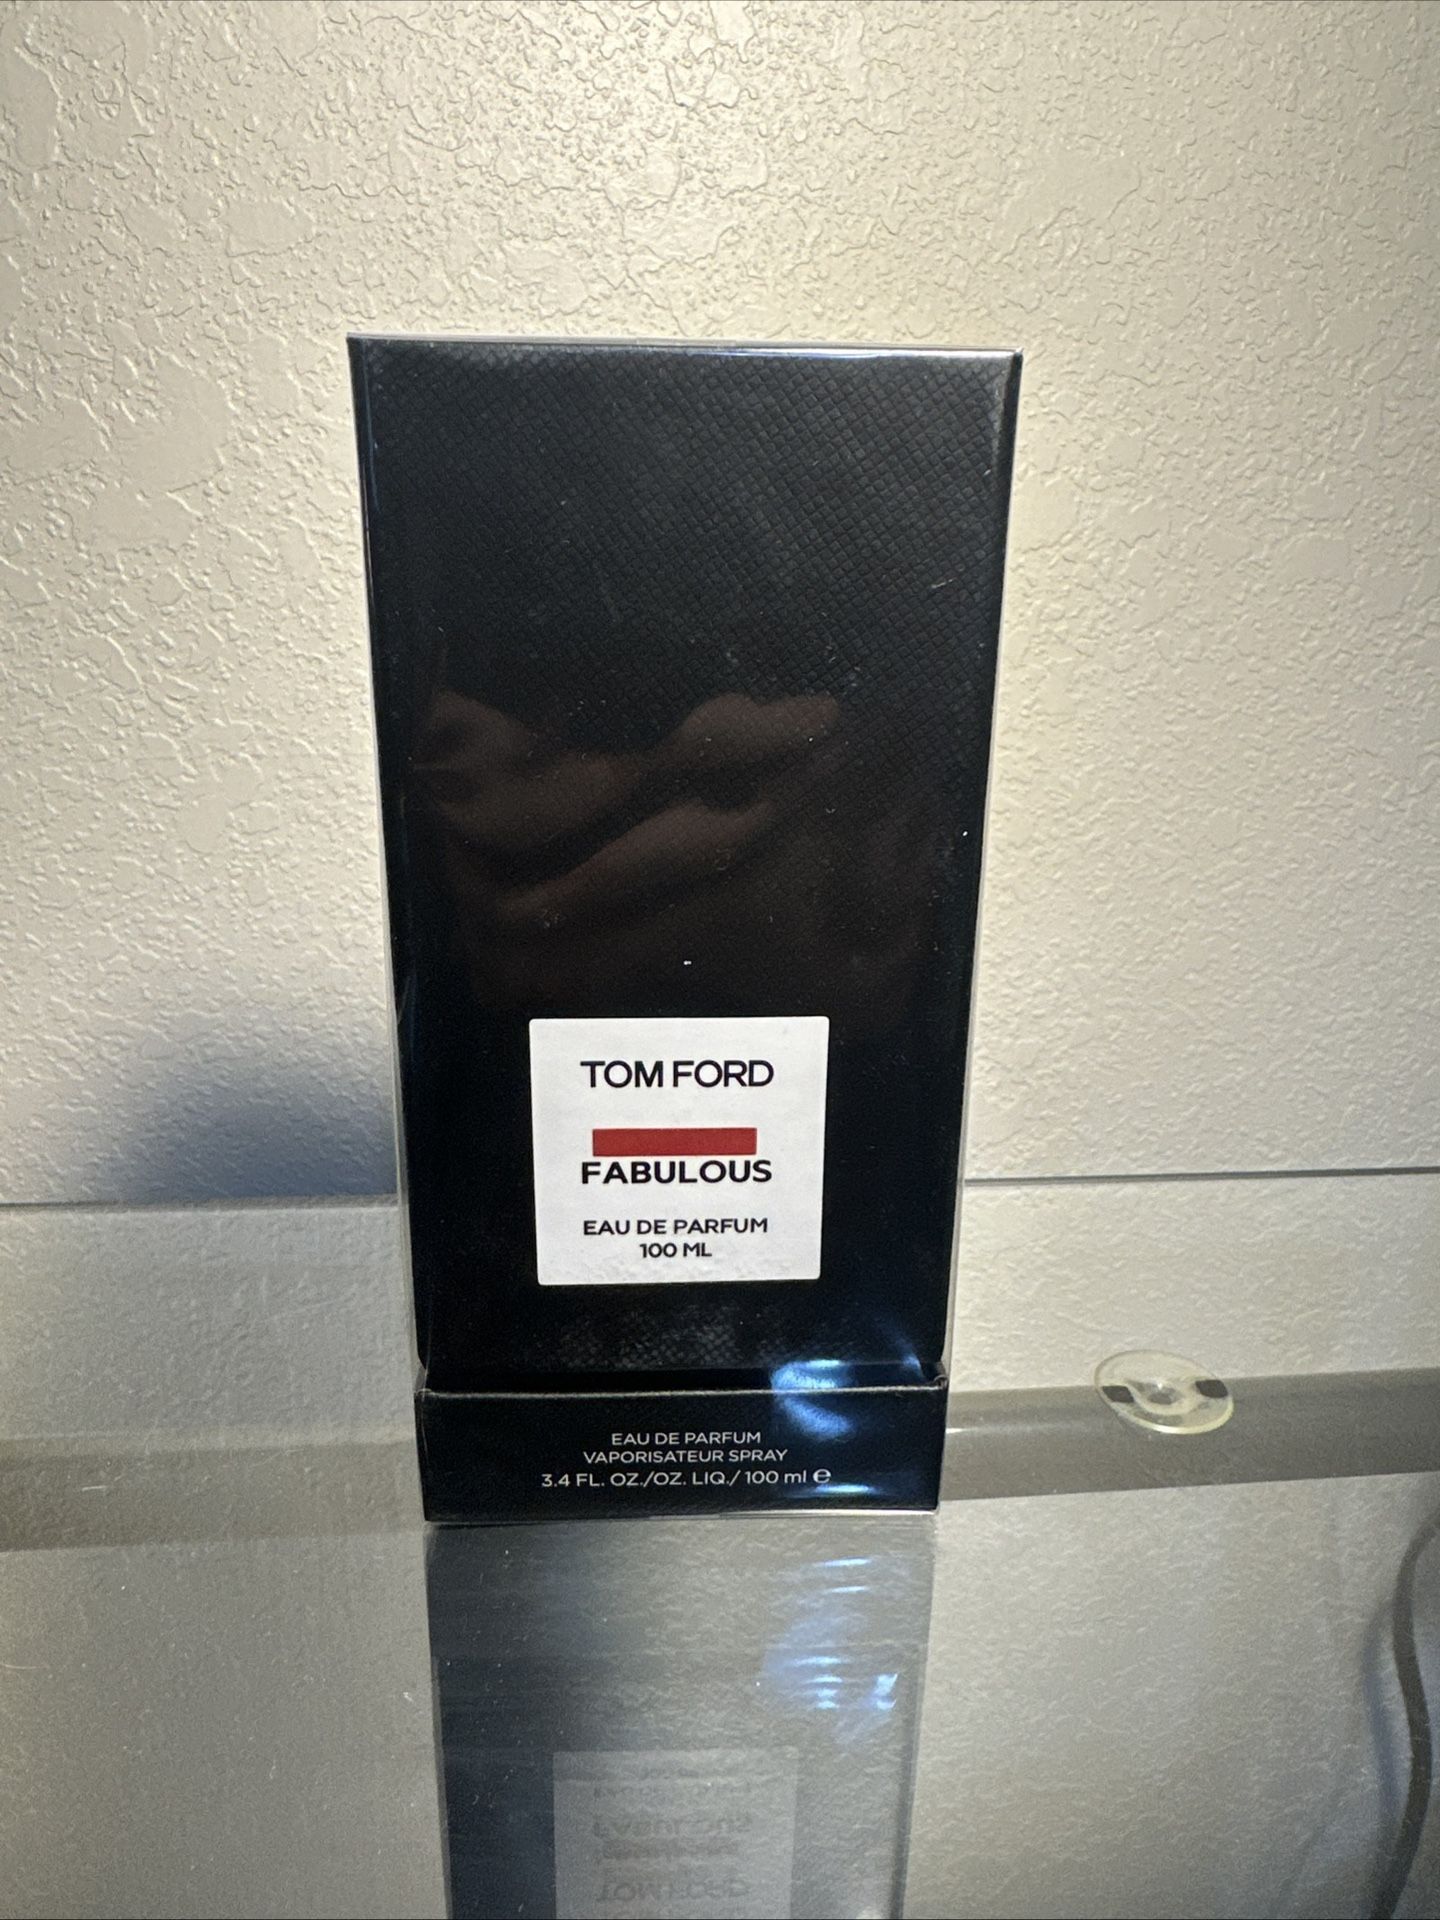 TOM FORD
FABULOUS
EAU DE PARFUM
100 ML
EAU DE PARFUM
VAPORISATEUR SPRAY
3.4 FL. OZ./OZ. LIQ./ 100 ml ℮